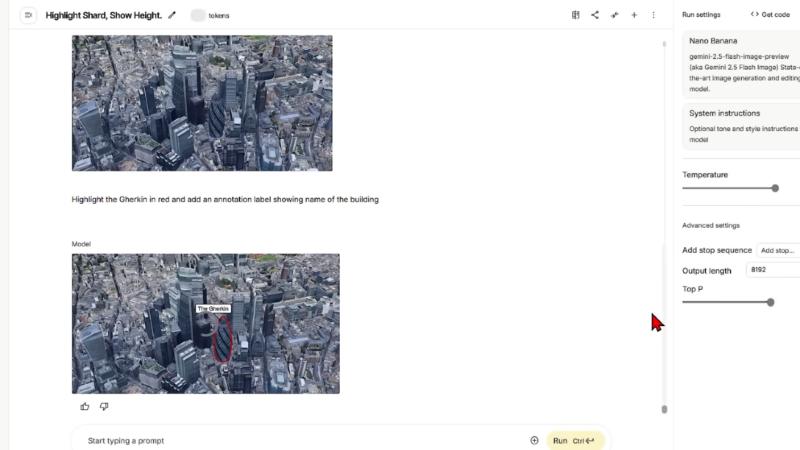 Highlight Shard, Show Height.
tokens
Highlight the Gherkin in red and add an annotation label showing name of the building
Model
The Gherkin
Start typing a prompt
Run Ctrl
Run settings
<> Get code
Nano Banana
gemini-2.5-flash-image-preview
(aka Gemini 2.5 Flash Image) State-
the-art image generation and editing
model.
System instructions
Optional tone and style instructions
model
Temperature
Advanced settings
Add stop sequence
Add stop...
Output length
8192
Top P